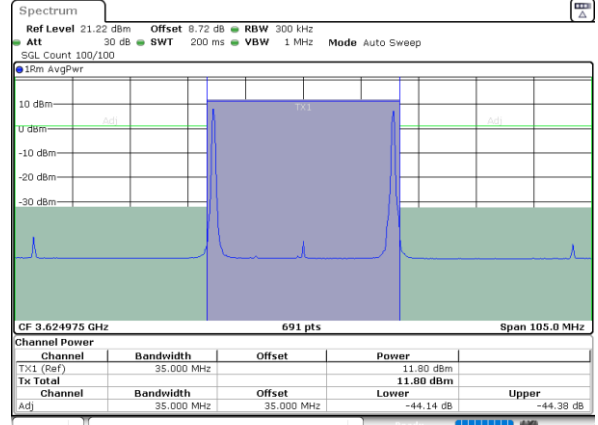 Spectrum
Ref Level 21.22 dBm Offset 8.72 dB RBW 300 kHz
Att 30 dB SWT 200 ms VBW 1 MHz Mode Auto Sweep
SGL Count 100/100
1Rm AvgPwr
10 dBm
TX1
Adj
Adj
0 dBm
-10 dBm
-20 dBm
-30 dBm
CF 3.624975 GHz 691 pts Span 105.0 MHz
Channel Power
Channel Bandwidth Offset Power
TX1 (Ref) 35.000 MHz 11.80 dBm
Tx Total 11.80 dBm
Channel Bandwidth Offset Lower Upper
Adj 35.000 MHz 35.000 MHz -44.14 dB -44.38 dB